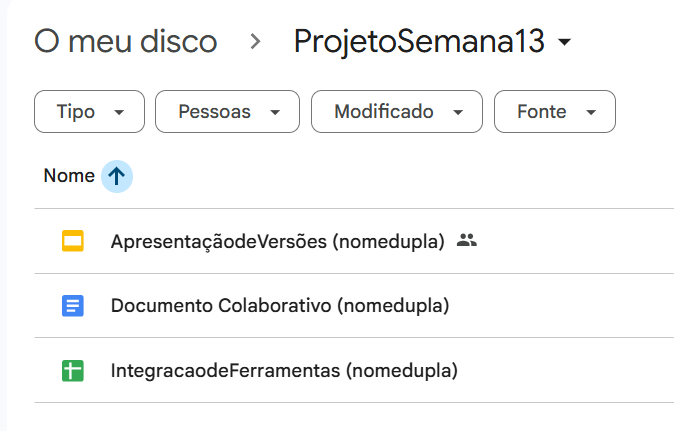 O meu disco > ProjetoSemana13
Tipo Pessoas Modificado Fonte
Nome
ApresentaçãodeVersões (nomedupla)
Documento Colaborativo (nomedupla)
IntegracaodeFerramentas (nomedupla)